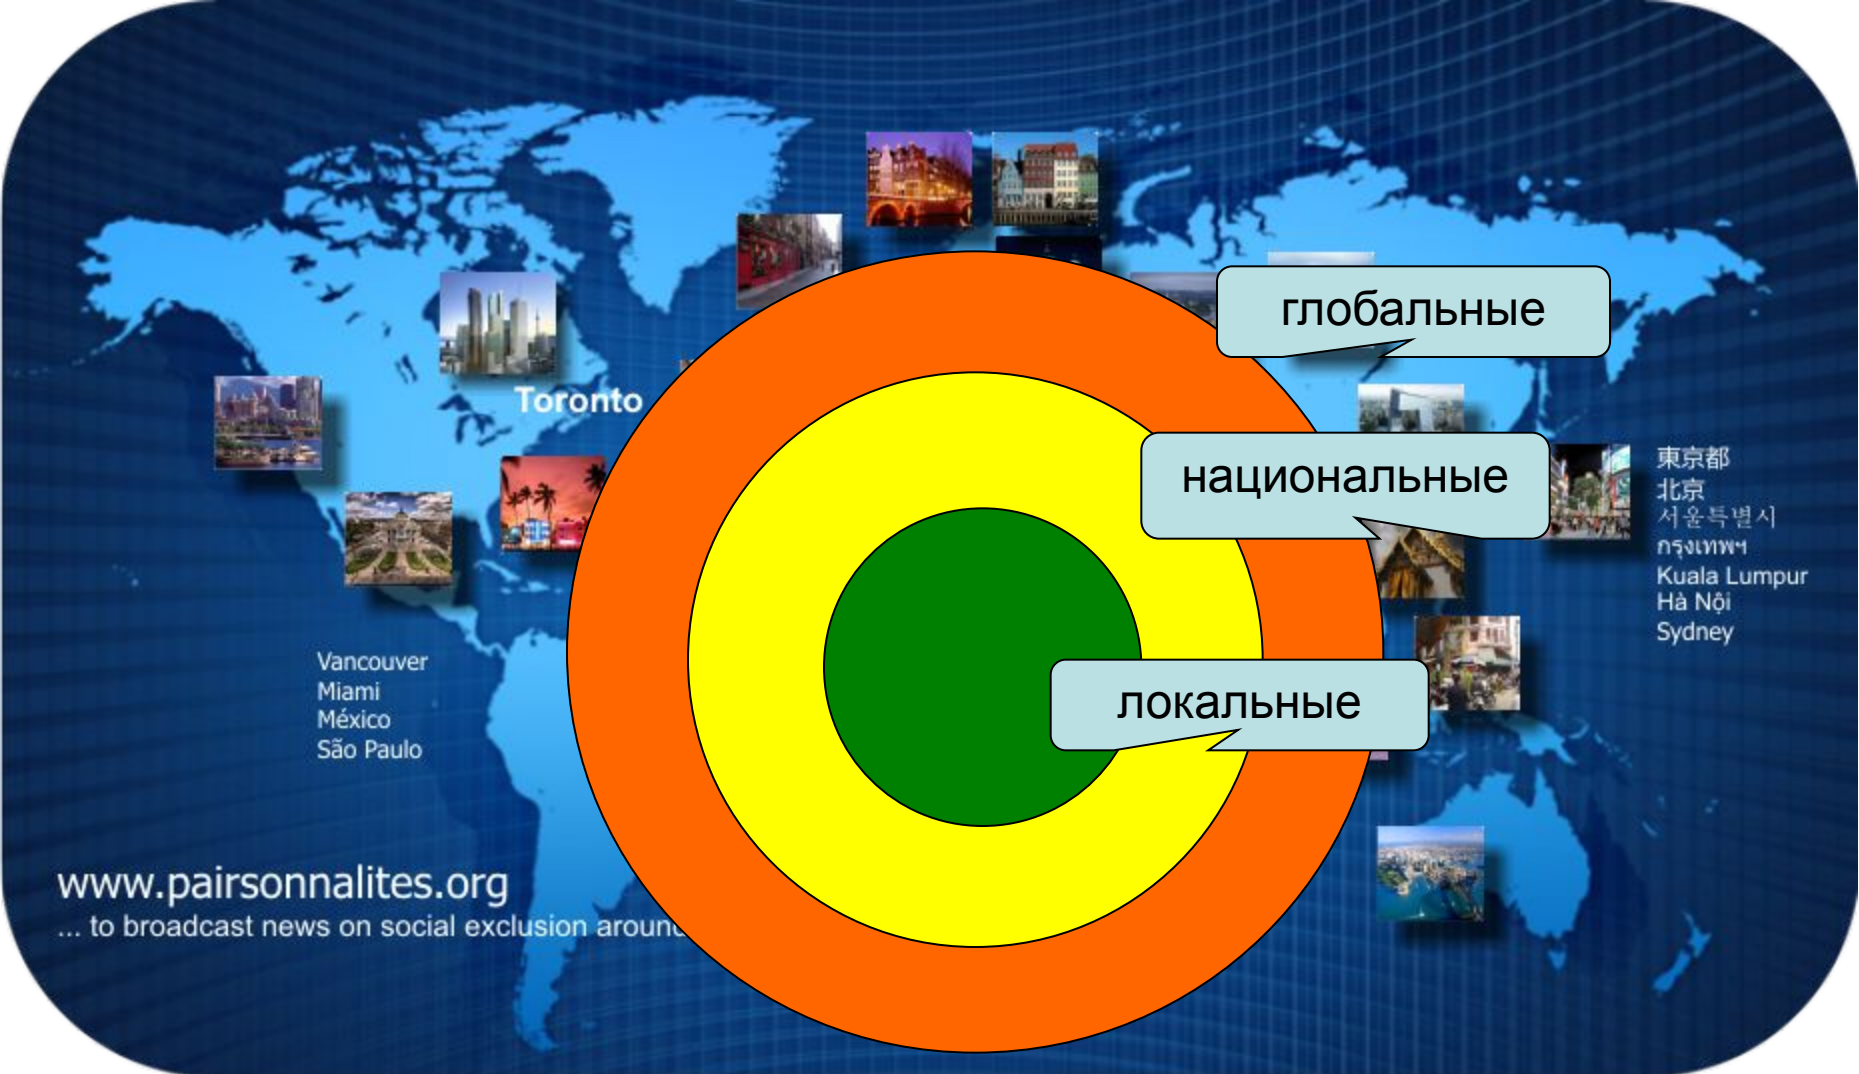 глобальные
Toronto
национальные
東京都
北京
서울특별시
กรุงเทพฯ
Kuala Lumpur
Hà Nội
Sydney
Vancouver
Miami
México
São Paulo
локальные
www.pairsonnalites.org
... to broadcast news on social exclusion aroun